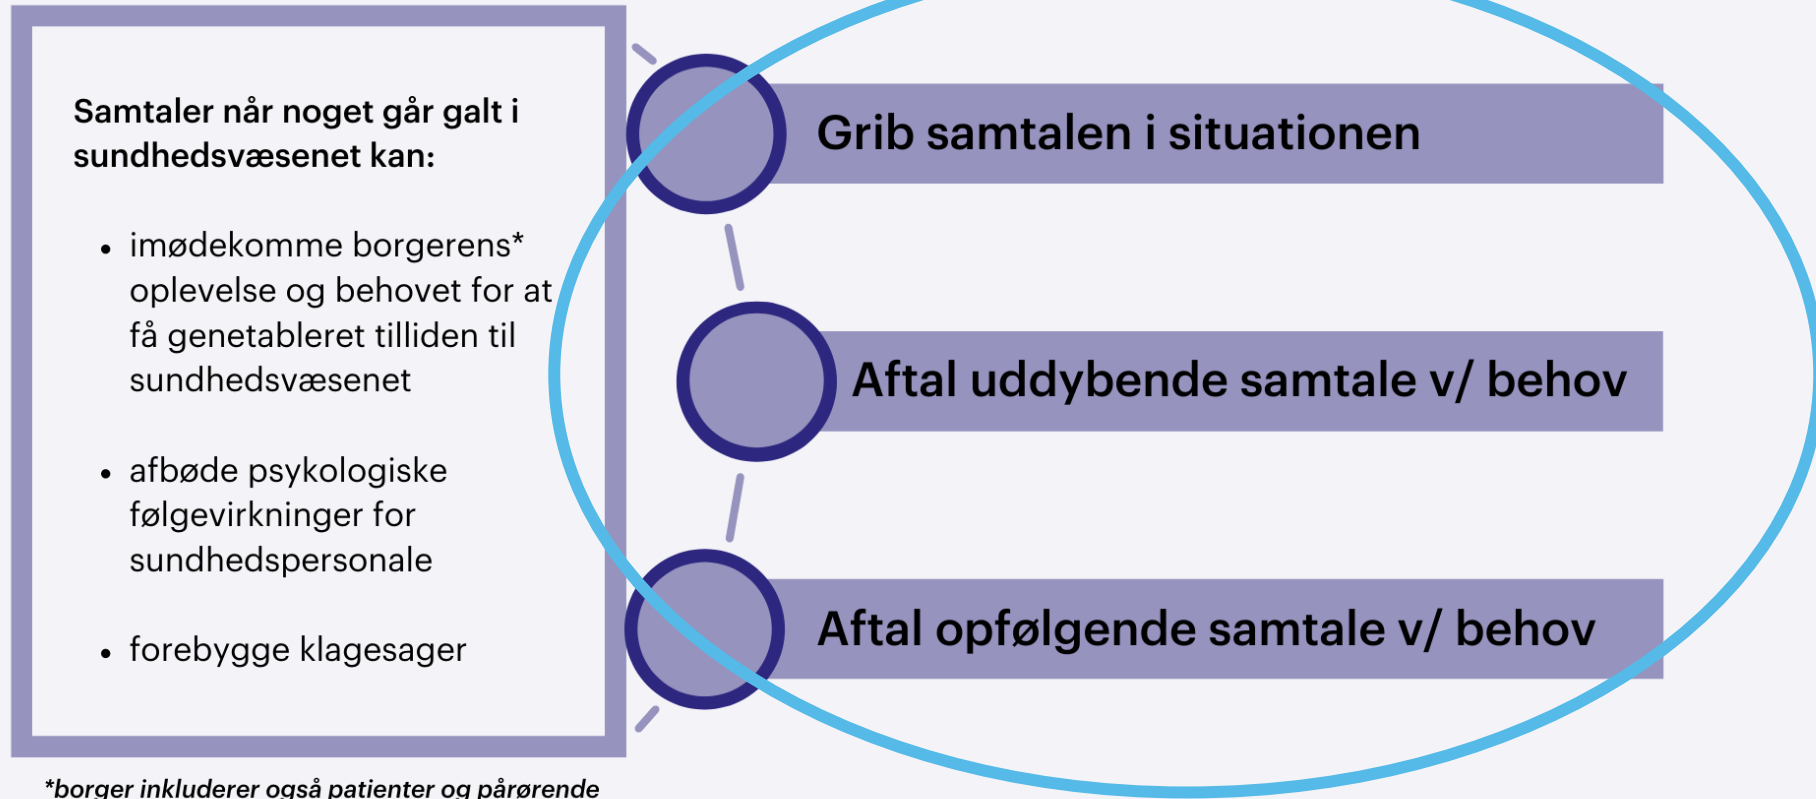 Samtaler når noget går galt i
sundhedsvæsenet kan:
• imødekomme borgerens*
oplevelse og behovet for at
få genetableret tilliden til
sundhedsvæsenet
• afbøde psykologiske
følgevirkninger for
sundhedspersonale
• forebygge klagesager
*borger inkluderer også patienter og pårørende
Grib samtalen i situationen
Aftal uddybende samtale v/ behov
Aftal opfølgende samtale v/ behov